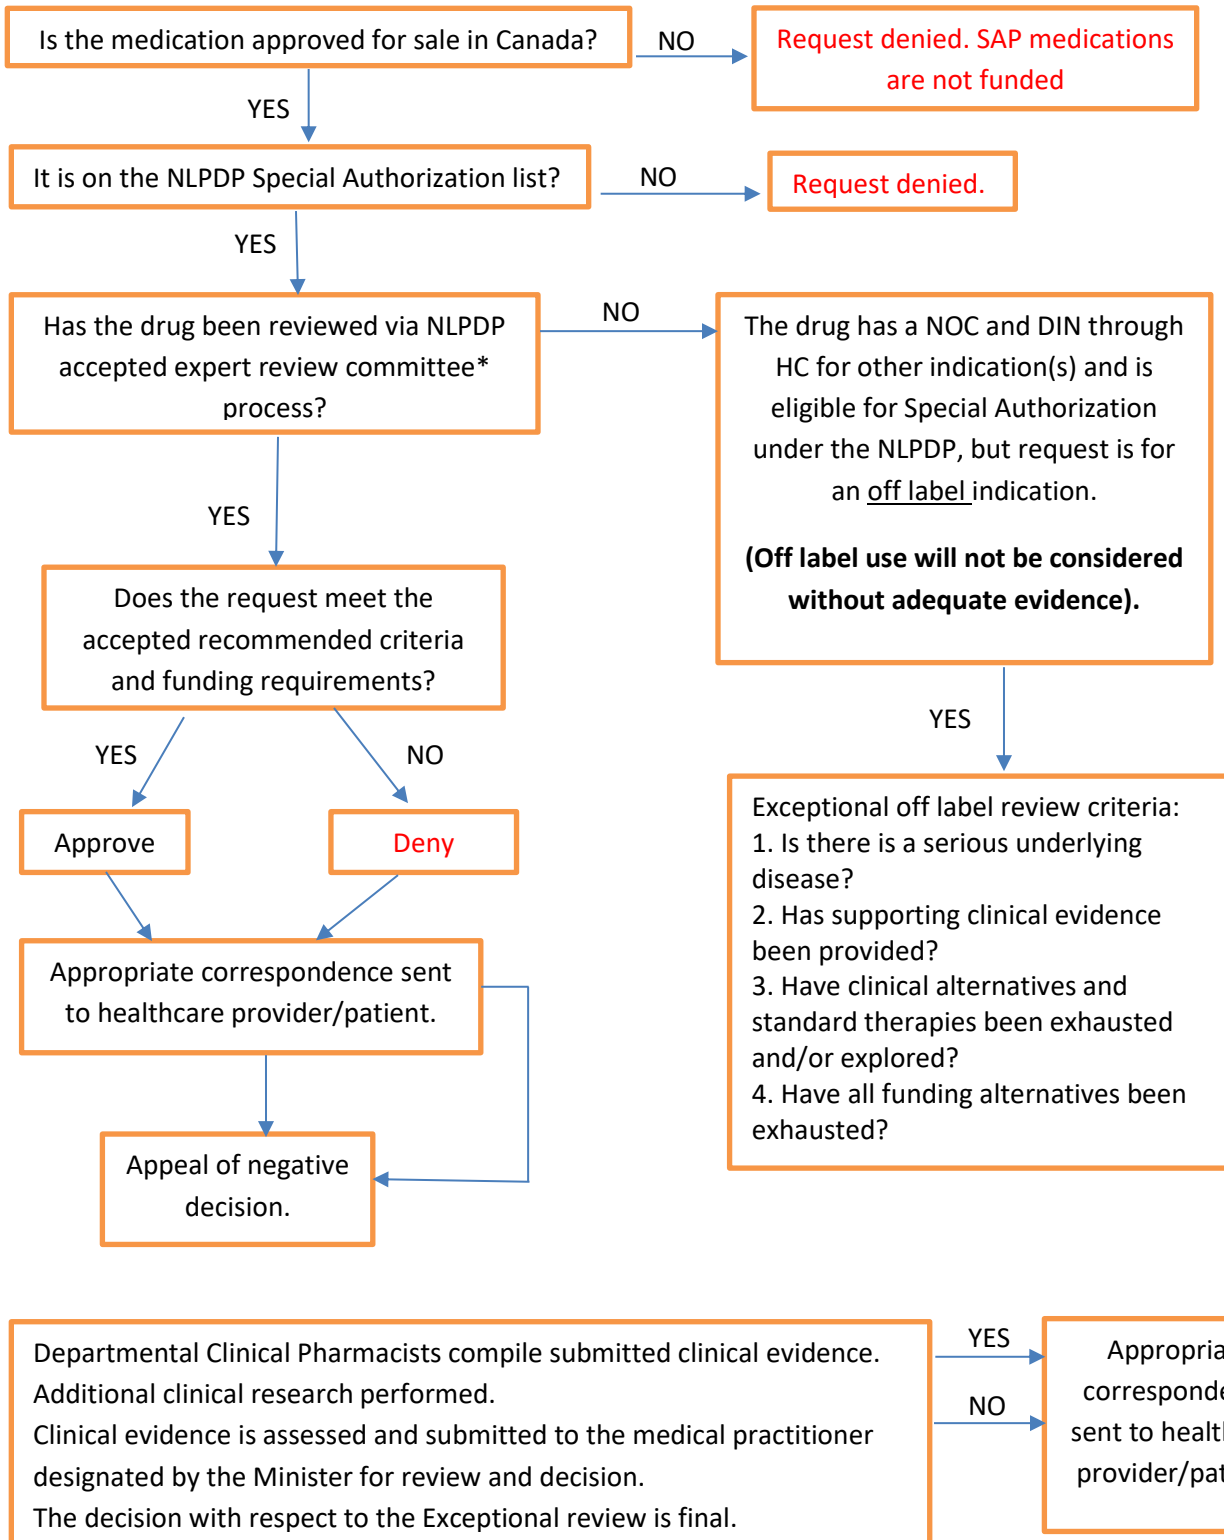 Is the medication approved for sale in Canada?
NO
Request denied. SAP medications
are not funded
YES
It is on the NLPDP Special Authorization list?
NO
Request denied.
YES
Has the drug been reviewed via NLPDP
accepted expert review committee*
process?
NO
The drug has a NOC and DIN through
HC for other indication(s) and is
eligible for Special Authorization
under the NLPDP, but request is for
an off label indication.
(Off label use will not be considered
without adequate evidence).
YES
Does the request meet the
accepted recommended criteria
and funding requirements?
YES
NO
YES
Approve
Deny
Appropriate correspondence sent
to healthcare provider/patient.
Appeal of negative
decision.
Exceptional off label review criteria:
1. Is there is a serious underlying
disease?
2. Has supporting clinical evidence
been provided?
3. Have clinical alternatives and
standard therapies been exhausted
and/or explored?
4. Have all funding alternatives been
exhausted?
Departmental Clinical Pharmacists compile submitted clinical evidence.
Additional clinical research performed.
Clinical evidence is assessed and submitted to the medical practitioner
designated by the Minister for review and decision.
The decision with respect to the Exceptional review is final.
YES
NO
sent to